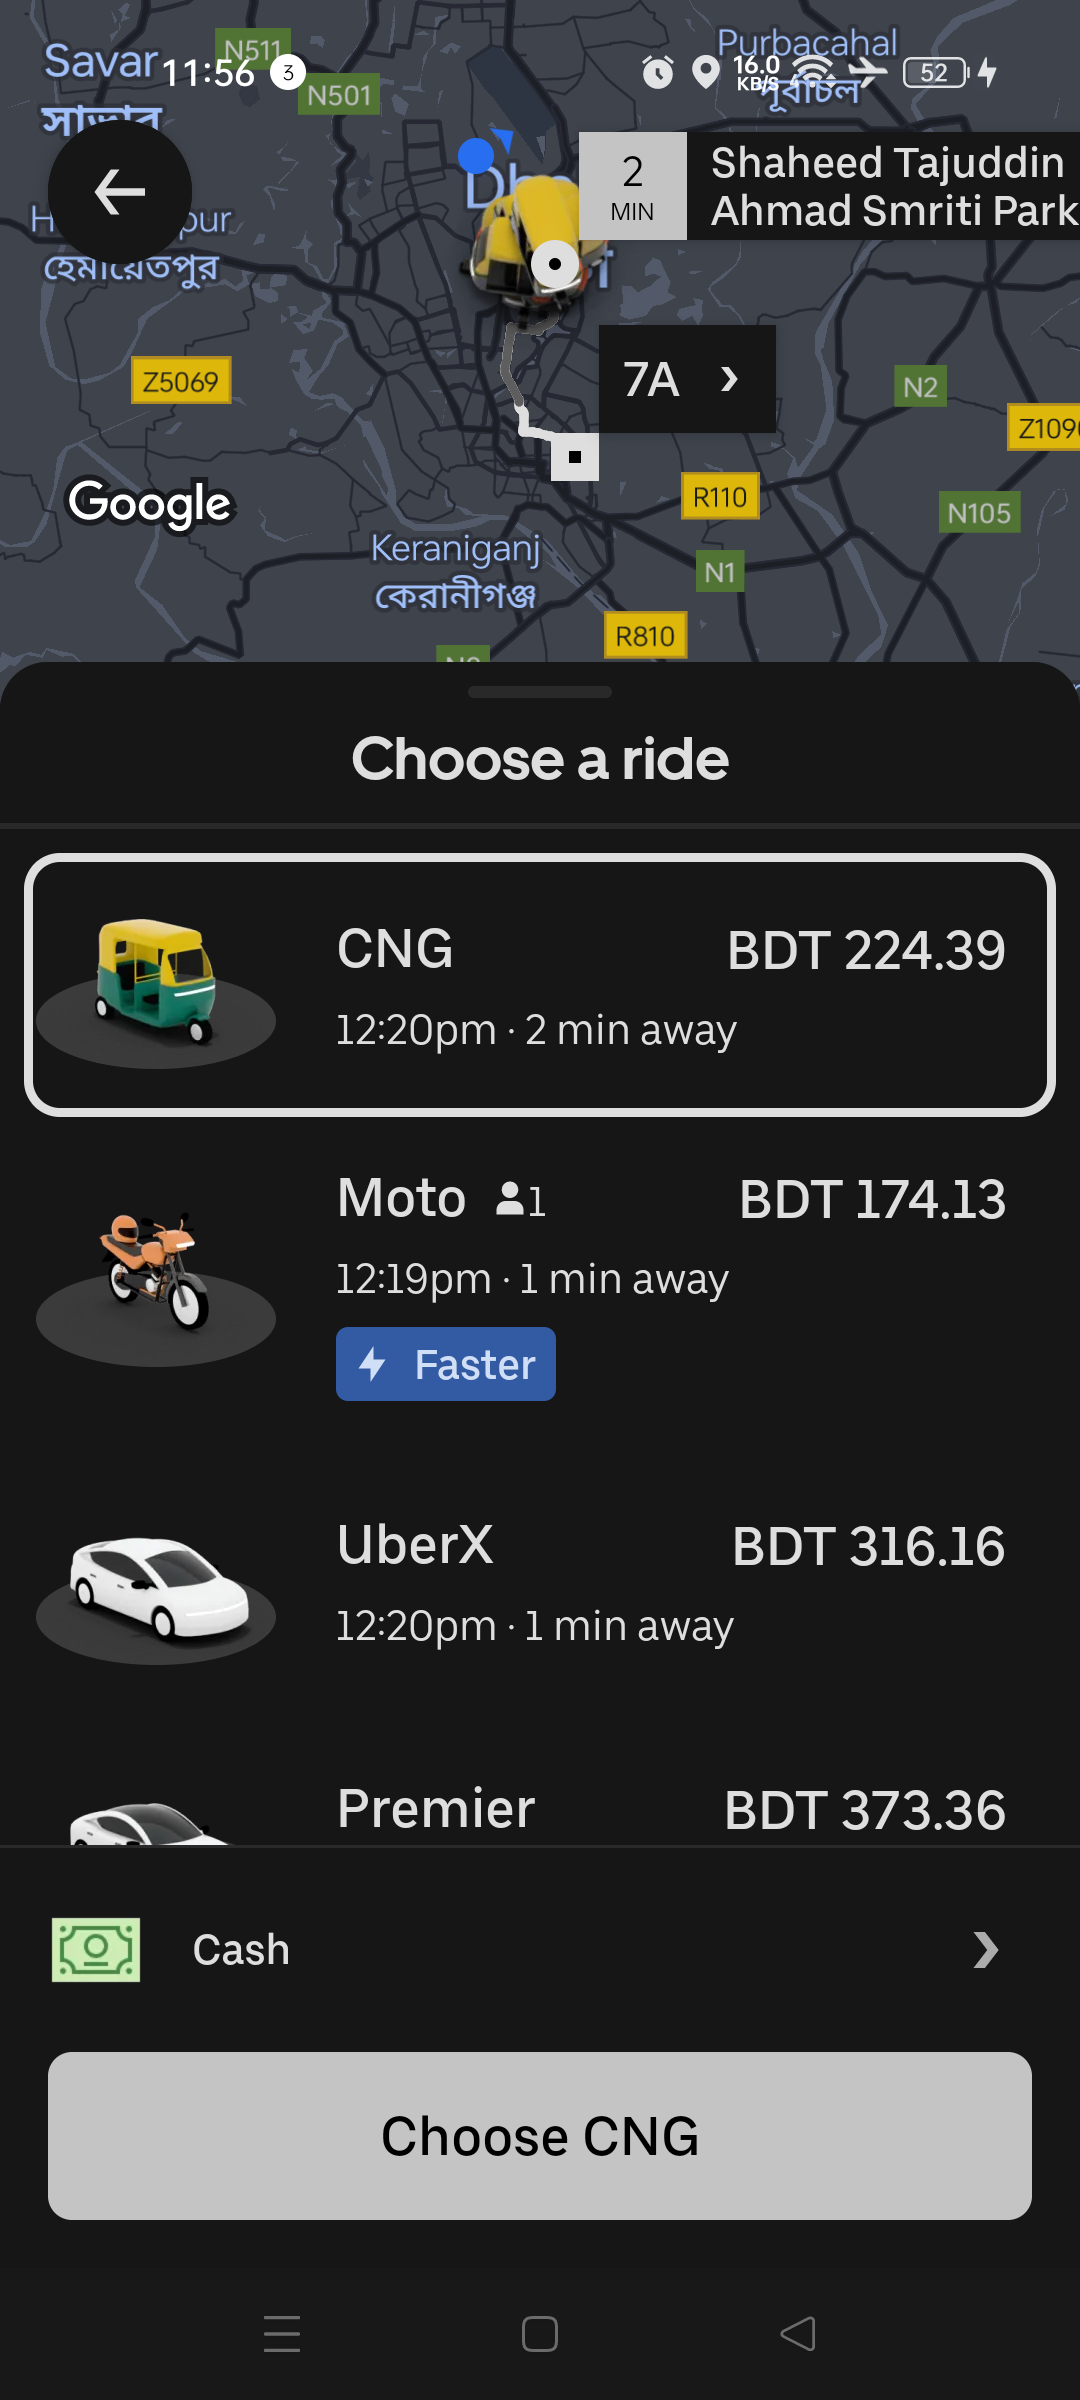 Savar
N511
11:56
3
N501
Purbacahal
16.0
KB/S
52
সাভার
পূর্বাচল
2
MIN
Shaheed Tajuddin
Ahmad Smriti Park
হেমায়েতপুর
7A
Z5069
N2
R110
N105
Google
Keraniganj
কেরানীগঞ্জ
N1
R810
Choose a ride
CNG
BDT 224.39
12:20pm · 2 min away
Moto 1
BDT 174.13
12:19pm · 1 min away
Faster
UberX
BDT 316.16
12:20pm · 1 min away
Premier
BDT 373.36
Cash
Choose CNG